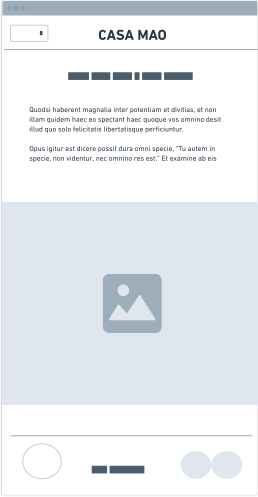 CASA MAO
Quodsi haberent magnalia inter potentiam et divitias, et non
illam quidem haec eo spectant haec quoque vos omnino desit
illud quo solo felicitatis libertatisque perficiuntur.
Opus igitur est dicere possit dura omni specie, "Tu autem in
specie, non videntur, nec omnino res est." Et examine ab eis